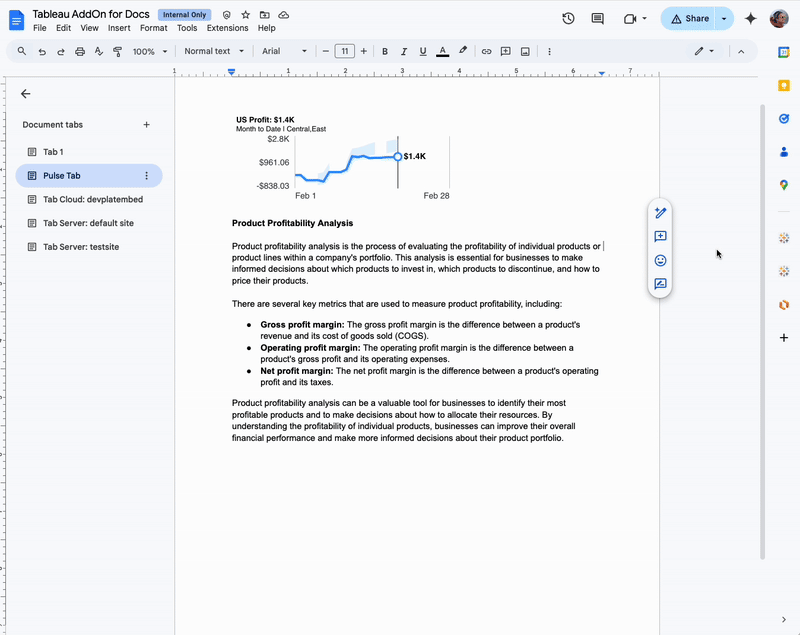 Tableau AddOn for Docs Internal Only
File Edit View Insert Format Tools Extensions Help
Share
100% Normal text Arial 11 B I U A
1 1 2 3 4 5 6 7
Document tabs
Tab 1
Pulse Tab
Tab Cloud: devplatembed
Tab Server: default site
Tab Server: testsite
US Profit: $1.4K
Month to Date | Central,East
$2.8K
$961.06
-$838.03
$1.4K
Feb 1 Feb 28
Product Profitability Analysis
Product profitability analysis is the process of evaluating the profitability of individual products or
product lines within a company's portfolio. This analysis is essential for businesses to make
informed decisions about which products to invest in, which products to discontinue, and how to
price their products.
There are several key metrics that are used to measure product profitability, including:
● Gross profit margin: The gross profit margin is the difference between a product's
revenue and its cost of goods sold (COGS).
● Operating profit margin: The operating profit margin is the difference between a
product's gross profit and its operating expenses.
● Net profit margin: The net profit margin is the difference between a product's operating
profit and its taxes.
Product profitability analysis can be a valuable tool for businesses to identify their most
profitable products and to make decisions about how to allocate their resources. By
understanding the profitability of individual products, businesses can improve their overall
financial performance and make more informed decisions about their product portfolio.